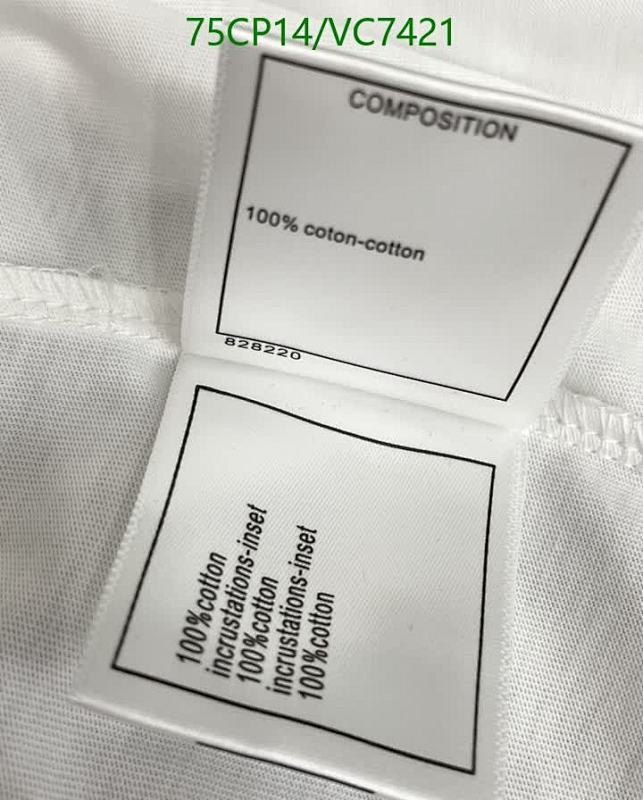 75CP14/VC7421
COMPOSITION
100% coton-cotton
828220
100%cotton
incrustations-inset
100%cotton
incrustations-inset
100%cotton